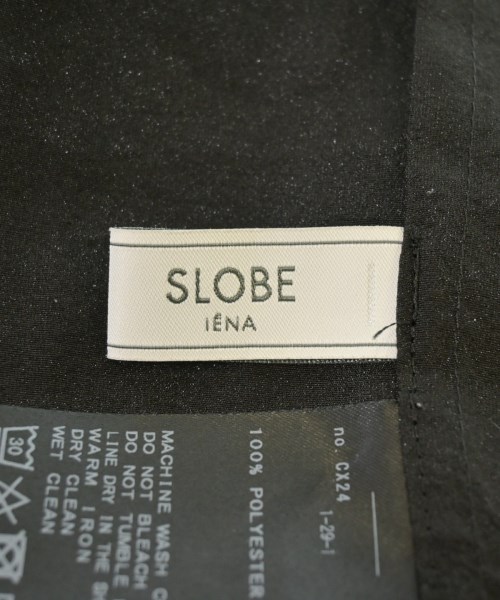 SLOBE
IÉNA
no. CX24
1-29-1
100% POLYESTER
MACHINE WASH
DO NOT BLEACH
DO NOT TUMBLE
LINE DRY IN THE
WARM IRON
DRY CLEAN
WET CLEAN
30